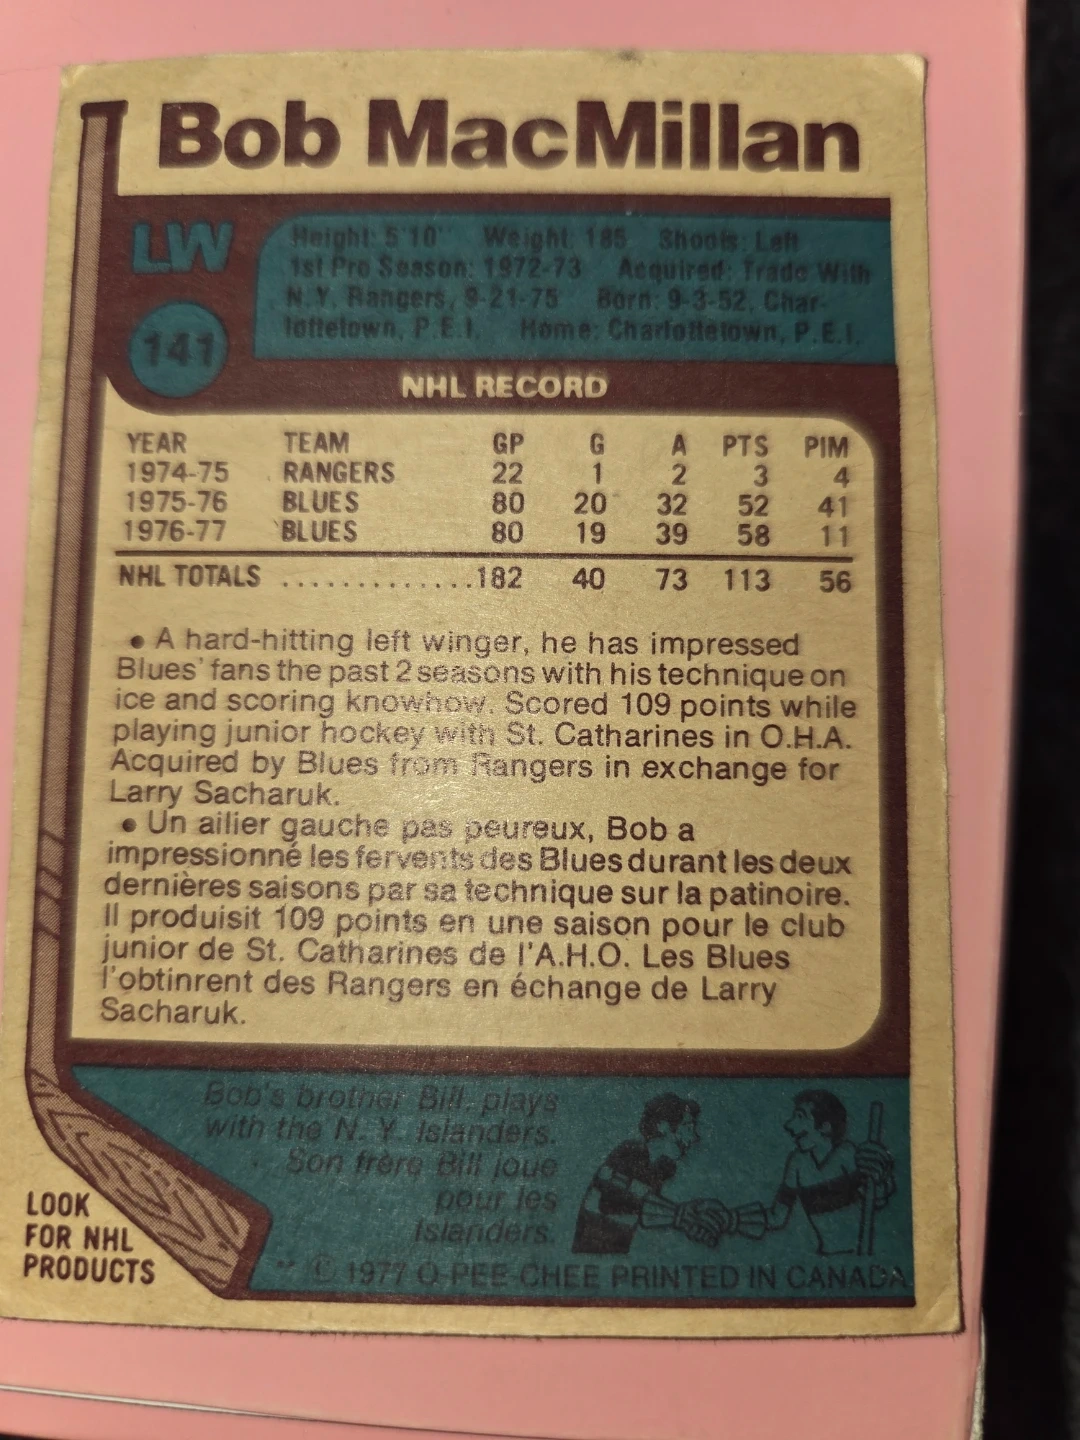 Bob MacMillan
LW
Height: 5'10" Weight: 185 Shoots: Left
1st Pro Season: 1972-73 Acquired: Trade With
N.Y. Rangers, 9-21-75 Born: 9-3-52, Char-
lottetown, P.E.I. Home: Charlottetown, P.E.I.
141
NHL RECORD
YEAR TEAM GP G A PTS PIM
1974-75 RANGERS 22 1 2 3 4
1975-76 BLUES 80 20 32 52 41
1976-77 BLUES 80 19 39 58 11
NHL TOTALS .............182 40 73 113 56
• A hard-hitting left winger, he has impressed
Blues' fans the past 2 seasons with his technique on
ice and scoring knowhow. Scored 109 points while
playing junior hockey with St. Catharines in O.H.A.
Acquired by Blues from Rangers in exchange for
Larry Sacharuk.
• Un ailier gauche pas peureux, Bob a
impressionné les fervents des Blues durant les deux
dernières saisons par sa technique sur la patinoire.
Il produisit 109 points en une saison pour le club
junior de St. Catharines de l'A.H.O. Les Blues
l'obtinrent des Rangers en échange de Larry
Sacharuk.
Bob's brother Bill, plays
with the N. Y. Islanders.
Son frère Bill joue
pour les
Islanders.
LOOK
FOR NHL
PRODUCTS
** © 1977 O-PEE-CHEE PRINTED IN CANADA